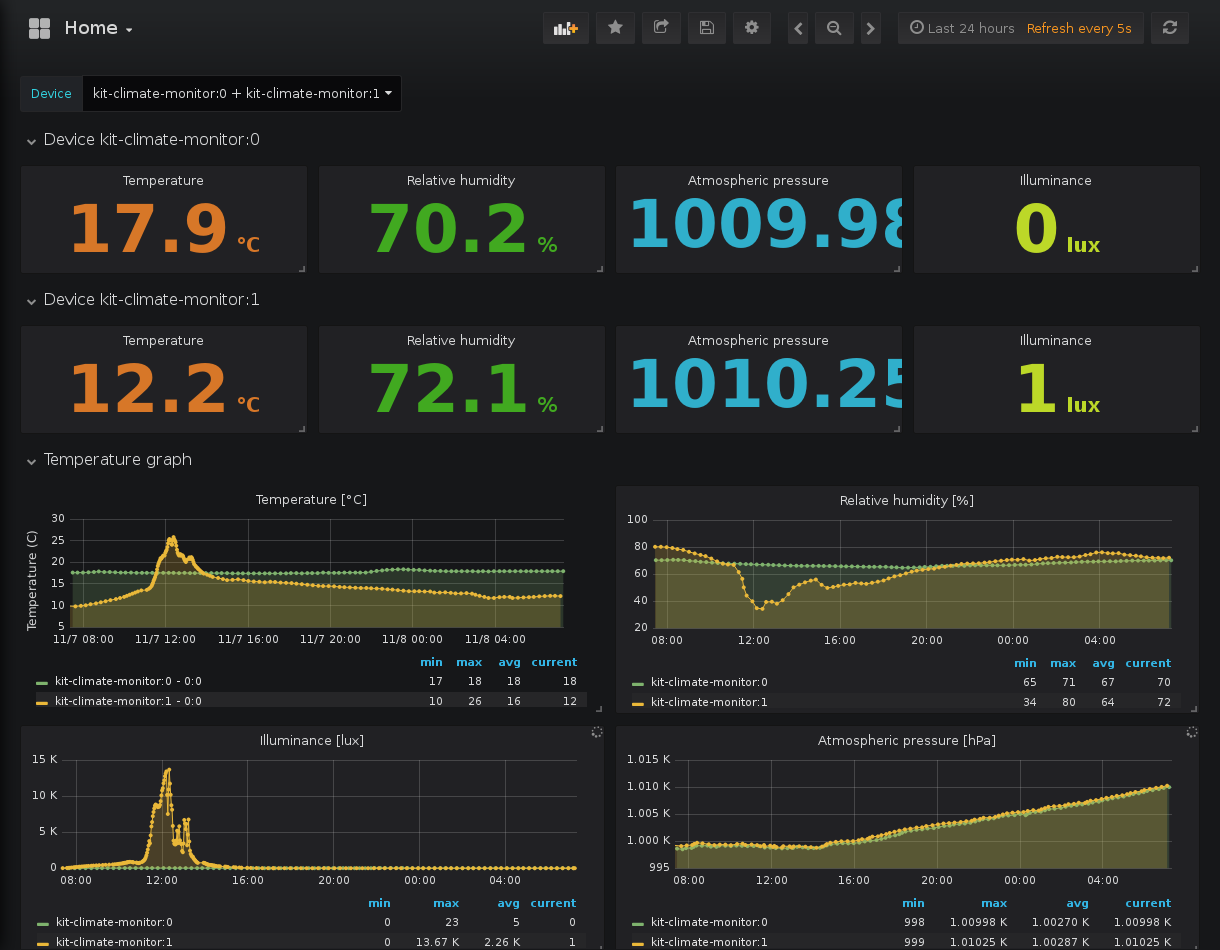 Home
Last 24 hours Refresh every 5s
Device kit-climate-monitor:0 + kit-climate-monitor:1
Device kit-climate-monitor:0
Temperature Relative humidity Atmospheric pressure Illuminance
17.9 °C 70.2 % 1009.98 0 lux
Device kit-climate-monitor:1
Temperature Relative humidity Atmospheric pressure Illuminance
12.2 °C 72.1 % 1010.25 1 lux
Temperature graph
Temperature [°C]
Temperature (C)
30
25
20
15
10
5
11/7 08:00 11/7 12:00 11/7 16:00 11/7 20:00 11/8 00:00 11/8 04:00
min max avg current
kit-climate-monitor:0 - 0:0 17 18 18 18
kit-climate-monitor:1 - 0:0 10 26 16 12
Relative humidity [%]
100
80
60
40
20
08:00 12:00 16:00 20:00 00:00 04:00
min max avg current
kit-climate-monitor:0 65 71 67 70
kit-climate-monitor:1 34 80 64 72
Illuminance [lux]
15 K
10 K
5 K
0
08:00 12:00 16:00 20:00 00:00 04:00
min max avg current
kit-climate-monitor:0 0 23 5 0
kit-climate-monitor:1 0 13.67 K 2.26 K 1
Atmospheric pressure [hPa]
1.015 K
1.010 K
1.005 K
1.000 K
995
08:00 12:00 16:00 20:00 00:00 04:00
min max avg current
kit-climate-monitor:0 998 1.00998 K 1.00270 K 1.00998 K
kit-climate-monitor:1 999 1.01025 K 1.00287 K 1.01025 K